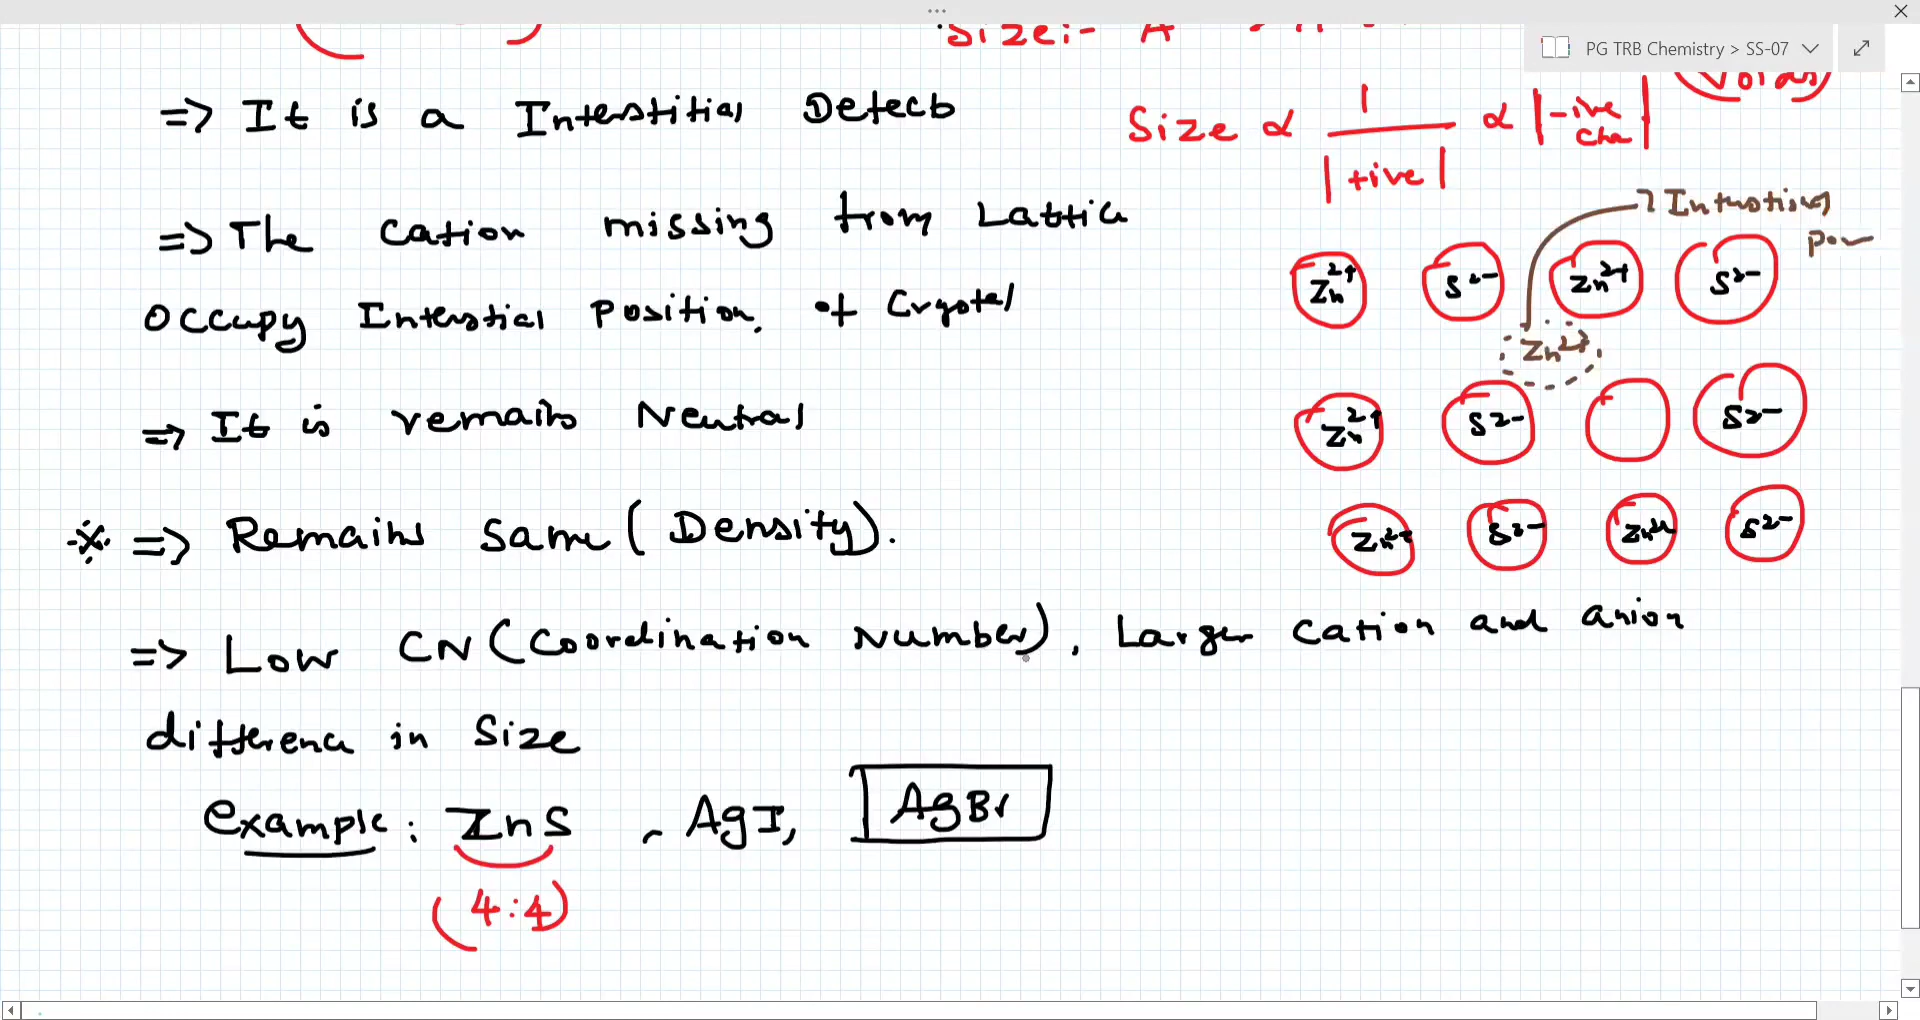 Size:- A
PG TRB Chemistry > SS-07
=> It is a Interstitial Defect
Size ∝ 1 / |+ive| ∝ |-ive cha|
(Voids)
=> The cation missing from Lattice
occupy Interstial position. of Crystal
Zn2+ S2- Zn2+ S2-
Zn2+
Zn2+ S2- S2-
Zn2+ S2- Zn2+ S2-
=> It is remains Neutral
※ => Remains Same (Density).
=> Low CN (Coordination Number), Larger cation and anion
difference in Size
example: ZnS , AgI, AgBr
(4:4)